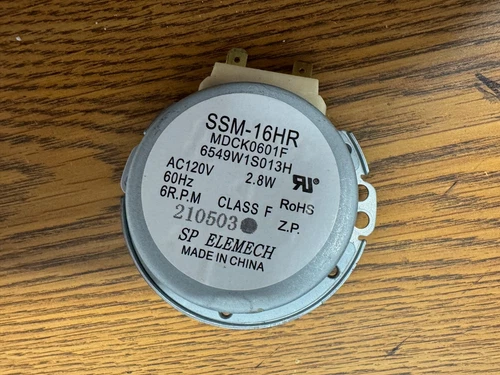 SSM-16HR
MDCK0601F
6549W1S013H
AC120V 2.8W
60Hz RoHS
6R.P.M CLASS F Z.P.
210503
SP ELEMECH
MADE IN CHINA